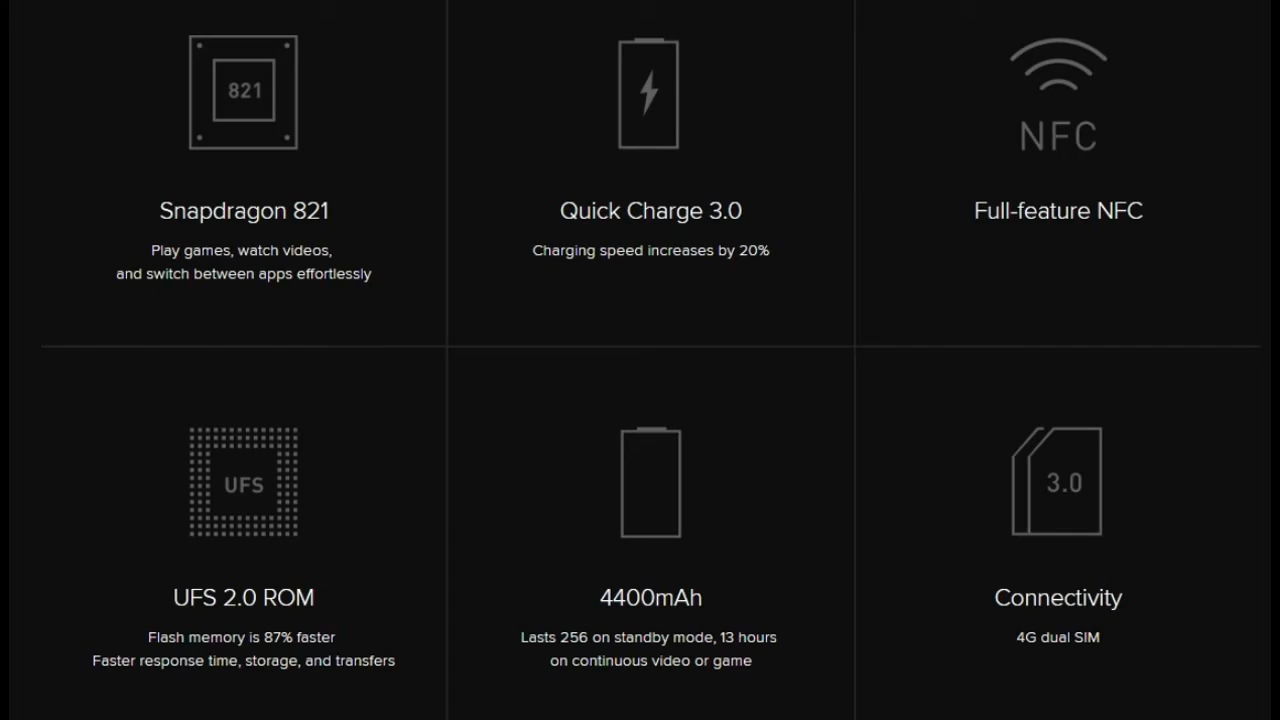 821
Snapdragon 821
Play games, watch videos,
and switch between apps effortlessly
Quick Charge 3.0
Charging speed increases by 20%
NFC
Full-feature NFC
UFS
UFS 2.0 ROM
Flash memory is 87% faster
Faster response time, storage, and transfers
4400mAh
Lasts 256 on standby mode, 13 hours
on continuous video or game
3.0
Connectivity
4G dual SIM